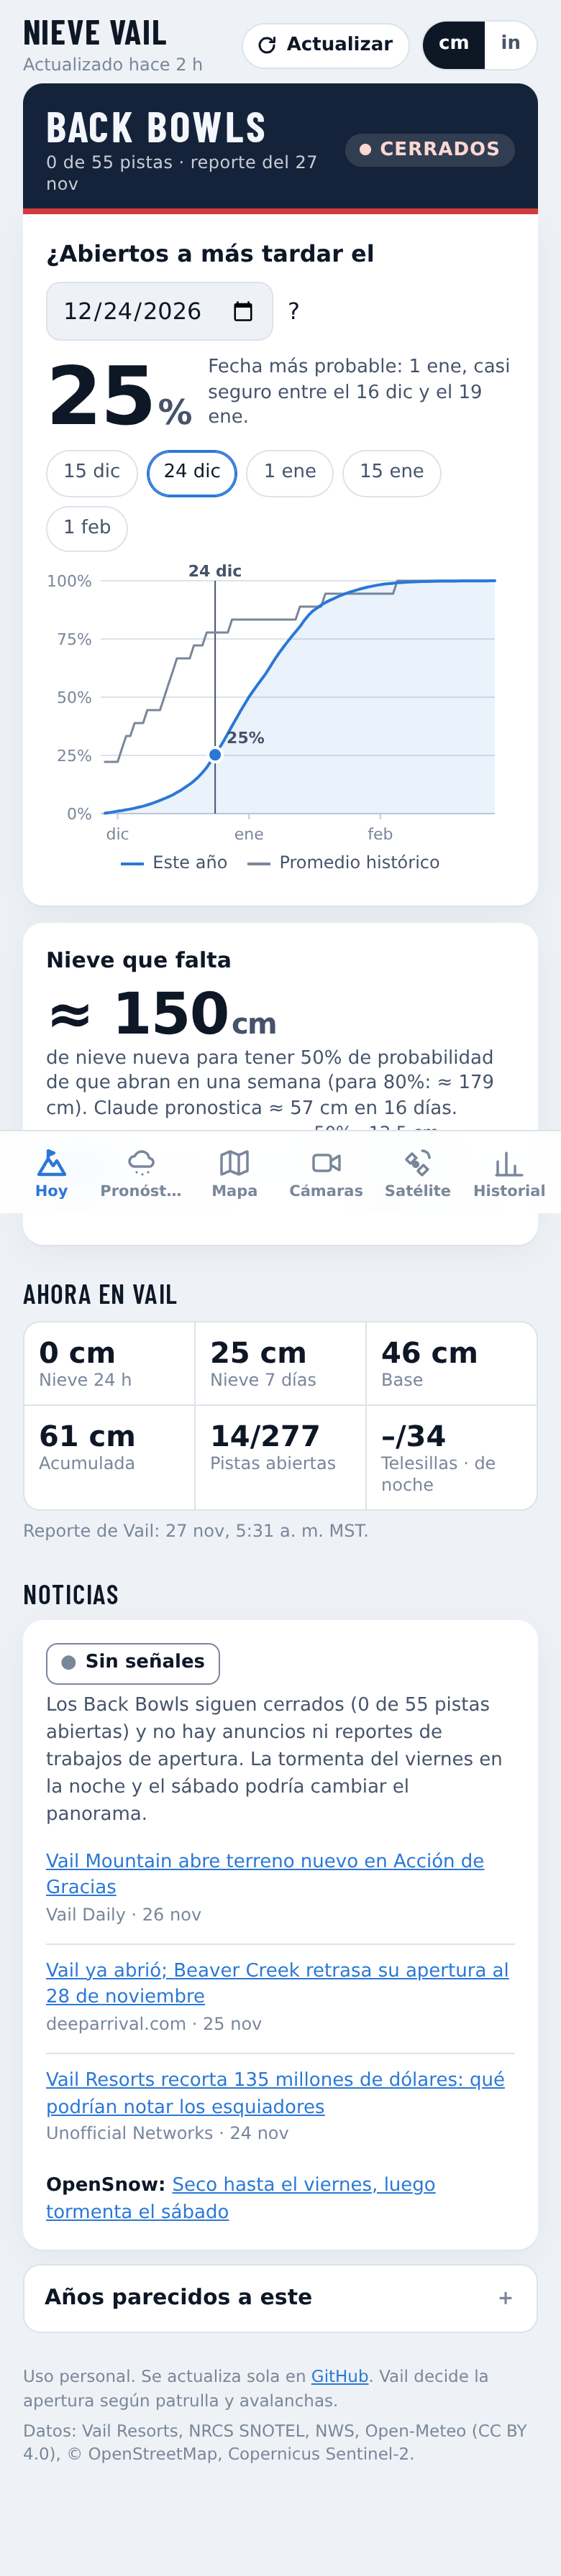 NIEVE VAIL
Actualizado hace 2 h
Actualizar
cm
in
BACK BOWLS
0 de 55 pistas · reporte del 27
nov
CERRADOS
¿Abiertos a más tardar el
12/24/2026
?
25 %
Fecha más probable: 1 ene, casi
seguro entre el 16 dic y el 19
ene.
15 dic
24 dic
1 ene
15 ene
1 feb
24 dic
100%
75%
50%
25%
0%
25%
dic
ene
feb
Este año
Promedio histórico
Nieve que falta
≈ 150 cm
de nieve nueva para tener 50% de probabilidad
de que abran en una semana (para 80%: ≈ 179
cm). Claude pronostica ≈ 57 cm en 16 días.
Hoy
Pronóst…
Mapa
Cámaras
Satélite
Historial
AHORA EN VAIL
0 cm
Nieve 24 h
25 cm
Nieve 7 días
46 cm
Base
61 cm
Acumulada
14/277
Pistas abiertas
–/34
Telesillas · de
noche
Reporte de Vail: 27 nov, 5:31 a. m. MST.
NOTICIAS
Sin señales
Los Back Bowls siguen cerrados (0 de 55 pistas
abiertas) y no hay anuncios ni reportes de
trabajos de apertura. La tormenta del viernes en
la noche y el sábado podría cambiar el
panorama.
Vail Mountain abre terreno nuevo en Acción de
Gracias
Vail Daily · 26 nov
Vail ya abrió; Beaver Creek retrasa su apertura al
28 de noviembre
deeparrival.com · 25 nov
Vail Resorts recorta 135 millones de dólares: qué
podrían notar los esquiadores
Unofficial Networks · 24 nov
OpenSnow: Seco hasta el viernes, luego
tormenta el sábado
Años parecidos a este
+
Uso personal. Se actualiza sola en GitHub. Vail decide la
apertura según patrulla y avalanchas.
Datos: Vail Resorts, NRCS SNOTEL, NWS, Open-Meteo (CC BY
4.0), © OpenStreetMap, Copernicus Sentinel-2.